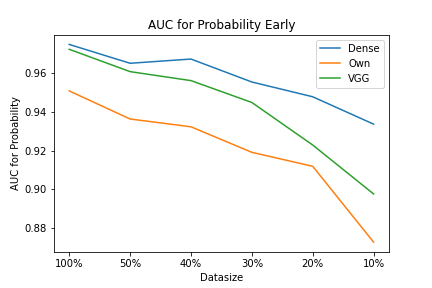 AUC for Probability Early
Dense
Own
VGG
AUC for Probability
0.96
0.94
0.92
0.90
0.88
100% 50% 40% 30% 20% 10%
Datasize